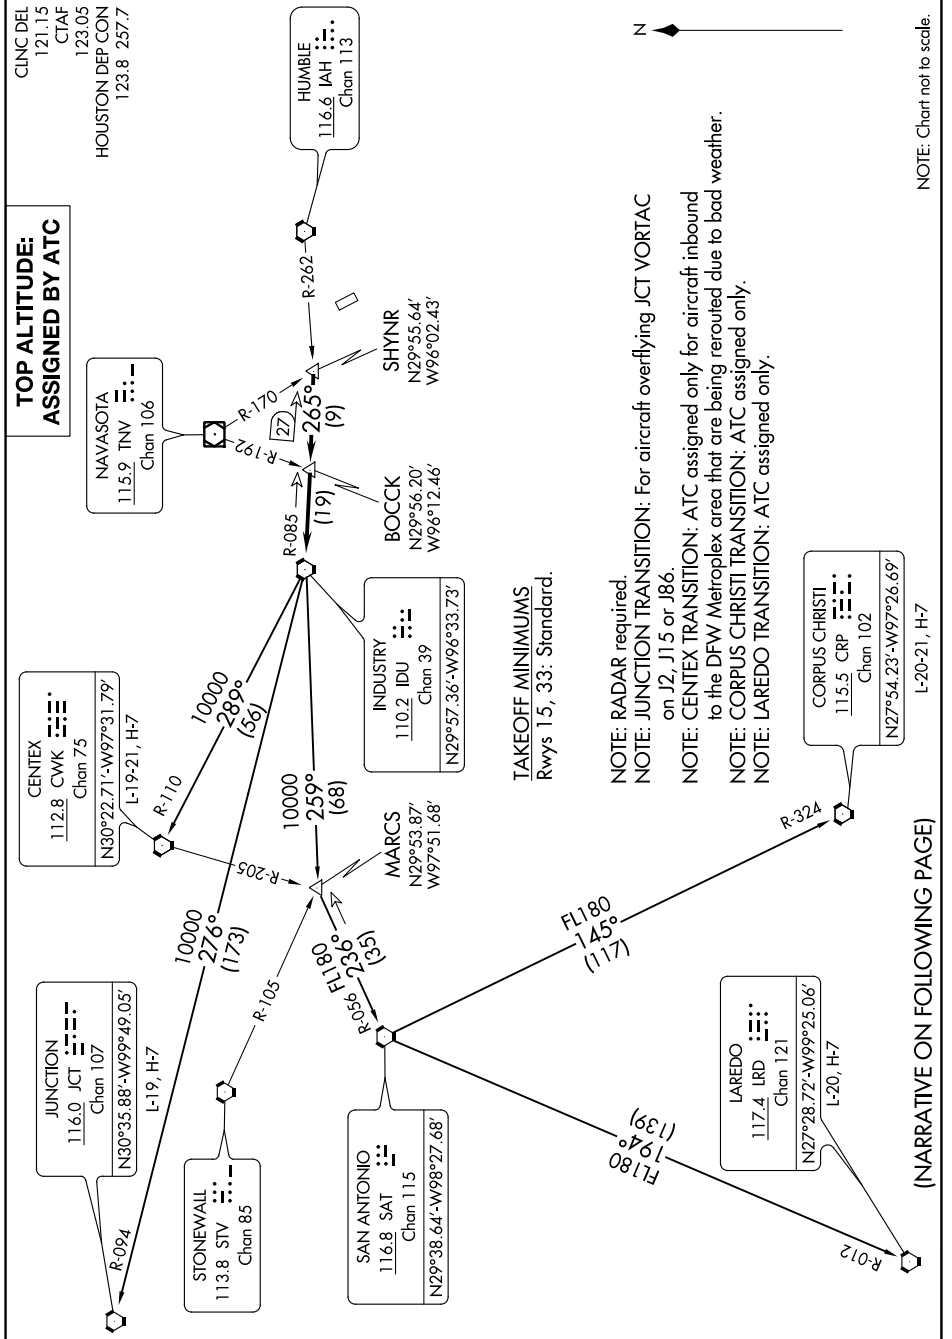 TOP ALTITUDE:
ASSIGNED BY ATC
CLNC DEL
121.15
CTAF
123.05
HOUSTON DEP CON
123.8 257.7
JUNCTION
116.0 JCT
Chan 107
N30°35.88'-W99°49.05'
L-19, H-7
CENTEX
112.8 CWK
Chan 75
N30°22.71'-W97°31.79'
L-19-21, H-7
NAVASOTA
115.9 TNV
Chan 106
HUMBLE
116.6 IAH
Chan 113
STONEWALL
113.8 STV
Chan 85
SAN ANTONIO
116.8 SAT
Chan 115
N29°38.64'-W98°27.68'
INDUSTRY
110.2 IDU
Chan 39
N29°57.36'-W96°33.73'
R-094
10000
276°
(173)
R-110
10000
289°
(56)
R-205
R-105
10000
259°
(68)
R-085
(19)
R-192
R-170
27
265°
(9)
R-262
MARCS
N29°53.87'
W97°51.68'
BOCCK
N29°56.20'
W96°12.46'
SHYNR
N29°55.64'
W96°02.43'
R-056
FL180
236°
(35)
FL180
194°
(139)
R-012
FL180
145°
(117)
R-324
LAREDO
117.4 LRD
Chan 121
N27°28.72'-W99°25.06'
L-20, H-7
CORPUS CHRISTI
115.5 CRP
Chan 102
N27°54.23'-W97°26.69'
L-20-21, H-7
TAKEOFF MINIMUMS
Rwys 15, 33: Standard.
NOTE: RADAR required.
NOTE: JUNCTION TRANSITION: For aircraft overflying JCT VORTAC
on J2, J15 or J86.
NOTE: CENTEX TRANSITION: ATC assigned only for aircraft inbound
to the DFW Metroplex area that are being rerouted due to bad weather.
NOTE: CORPUS CHRISTI TRANSITION: ATC assigned only.
NOTE: LAREDO TRANSITION: ATC assigned only.
N
(NARRATIVE ON FOLLOWING PAGE)
NOTE: Chart not to scale.